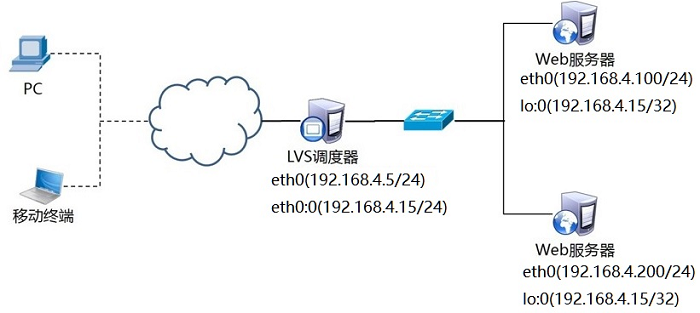 PC
移动终端
LVS调度器
eth0(192.168.4.5/24)
eth0:0(192.168.4.15/24)
Web服务器
eth0(192.168.4.100/24)
lo:0(192.168.4.15/32)
Web服务器
eth0(192.168.4.200/24)
lo:0(192.168.4.15/32)